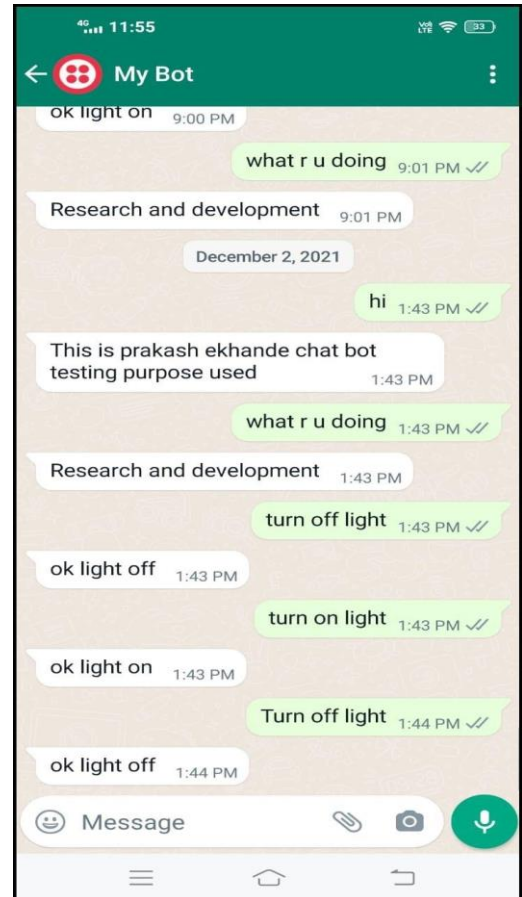 4G 11:55 Vo) LTE 33
My Bot
ok light on 9:00 PM
what r u doing 9:01 PM
Research and development 9:01 PM
December 2, 2021
hi 1:43 PM
This is prakash ekhande chat bot
testing purpose used 1:43 PM
what r u doing 1:43 PM
Research and development 1:43 PM
turn off light 1:43 PM
ok light off 1:43 PM
turn on light 1:43 PM
ok light on 1:43 PM
Turn off light 1:44 PM
ok light off 1:44 PM
Message